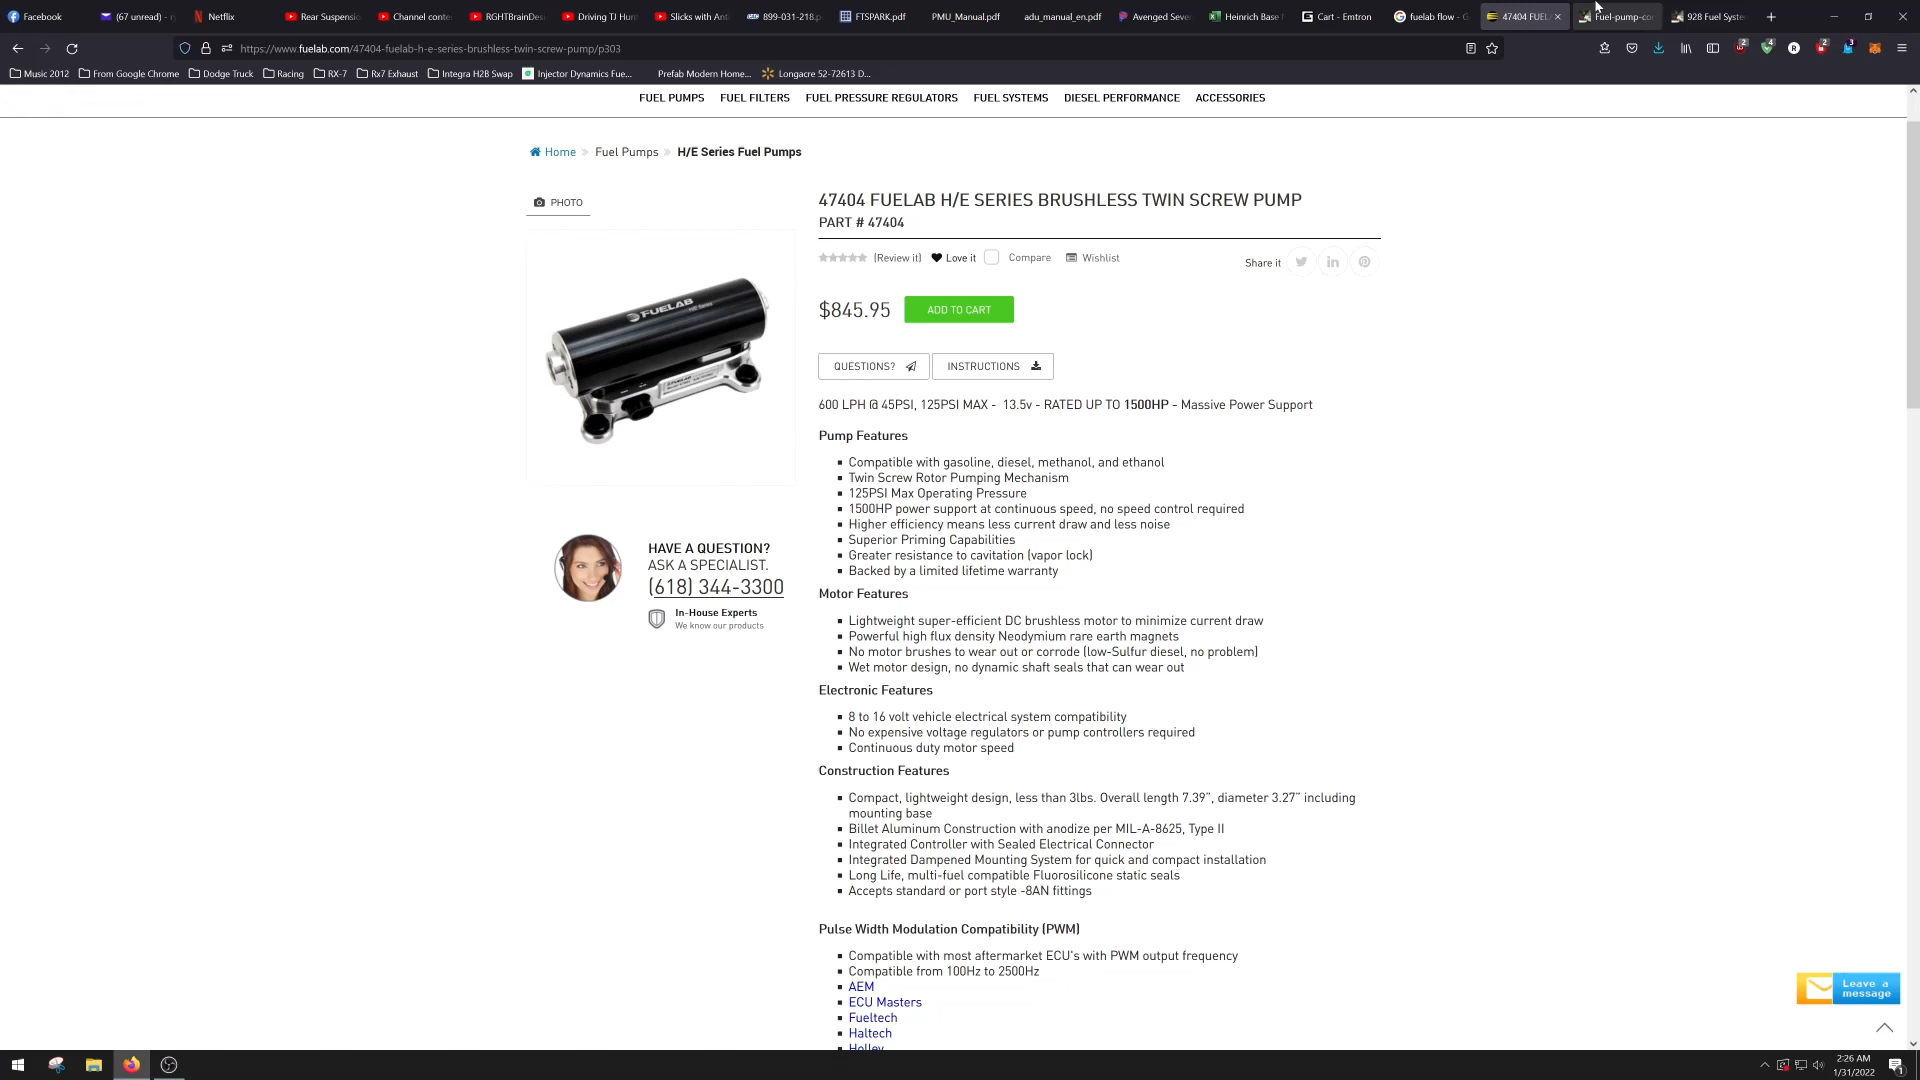 Facebook
(67 unread) - r
Netflix
Rear Suspensi
Channel conte
RGHTBrainDes
Driving TJ Hun
Slicks with Anti
899-031-218.p
FTSPARK.pdf
PMU_Manual.pdf
adu_manual_en.pdf
Avenged Seve
Heinrich Base
Cart - Emtron
fuelab flow - G
47404 FUELA
Fuel-pump-co
928 Fuel Syste
https://www.fuelab.com/47404-fuelab-h-e-series-brushless-twin-screw-pump/p303
Music 2012
From Google Chrome
Dodge Truck
Racing
RX-7
Rx7 Exhaust
Integra H2B Swap
Injector Dynamics Fue...
Prefab Modern Home...
Longacre 52-72613 D...
FUEL PUMPS FUEL FILTERS FUEL PRESSURE REGULATORS FUEL SYSTEMS DIESEL PERFORMANCE ACCESSORIES
Home » Fuel Pumps » H/E Series Fuel Pumps
PHOTO
FUELAB
47404 FUELAB H/E SERIES BRUSHLESS TWIN SCREW PUMP
PART # 47404
(Review it) Love it Compare Wishlist
Share it
$845.95 ADD TO CART
QUESTIONS? INSTRUCTIONS
600 LPH @ 45PSI, 125PSI MAX - 13.5v - RATED UP TO 1500HP - Massive Power Support
Pump Features
Compatible with gasoline, diesel, methanol, and ethanol
Twin Screw Rotor Pumping Mechanism
125PSI Max Operating Pressure
1500HP power support at continuous speed, no speed control required
Higher efficiency means less current draw and less noise
Superior Priming Capabilities
Greater resistance to cavitation (vapor lock)
Backed by a limited lifetime warranty
HAVE A QUESTION?
ASK A SPECIALIST.
(618) 344-3300
In-House Experts
We know our products
Motor Features
Lightweight super-efficient DC brushless motor to minimize current draw
Powerful high flux density Neodymium rare earth magnets
No motor brushes to wear out or corrode (low-Sulfur diesel, no problem)
Wet motor design, no dynamic shaft seals that can wear out
Electronic Features
8 to 16 volt vehicle electrical system compatibility
No expensive voltage regulators or pump controllers required
Continuous duty motor speed
Construction Features
Compact, lightweight design, less than 3lbs. Overall length 7.39”, diameter 3.27” including
mounting base
Billet Aluminum Construction with anodize per MIL-A-8625, Type II
Integrated Controller with Sealed Electrical Connector
Integrated Dampened Mounting System for quick and compact installation
Long Life, multi-fuel compatible Fluorosilicone static seals
Accepts standard or port style -8AN fittings
Pulse Width Modulation Compatibility (PWM)
Compatible with most aftermarket ECU's with PWM output frequency
Compatible from 100Hz to 2500Hz
AEM
ECU Masters
Fueltech
Haltech
Holley
Leave a
message
2:26 AM
1/31/2022